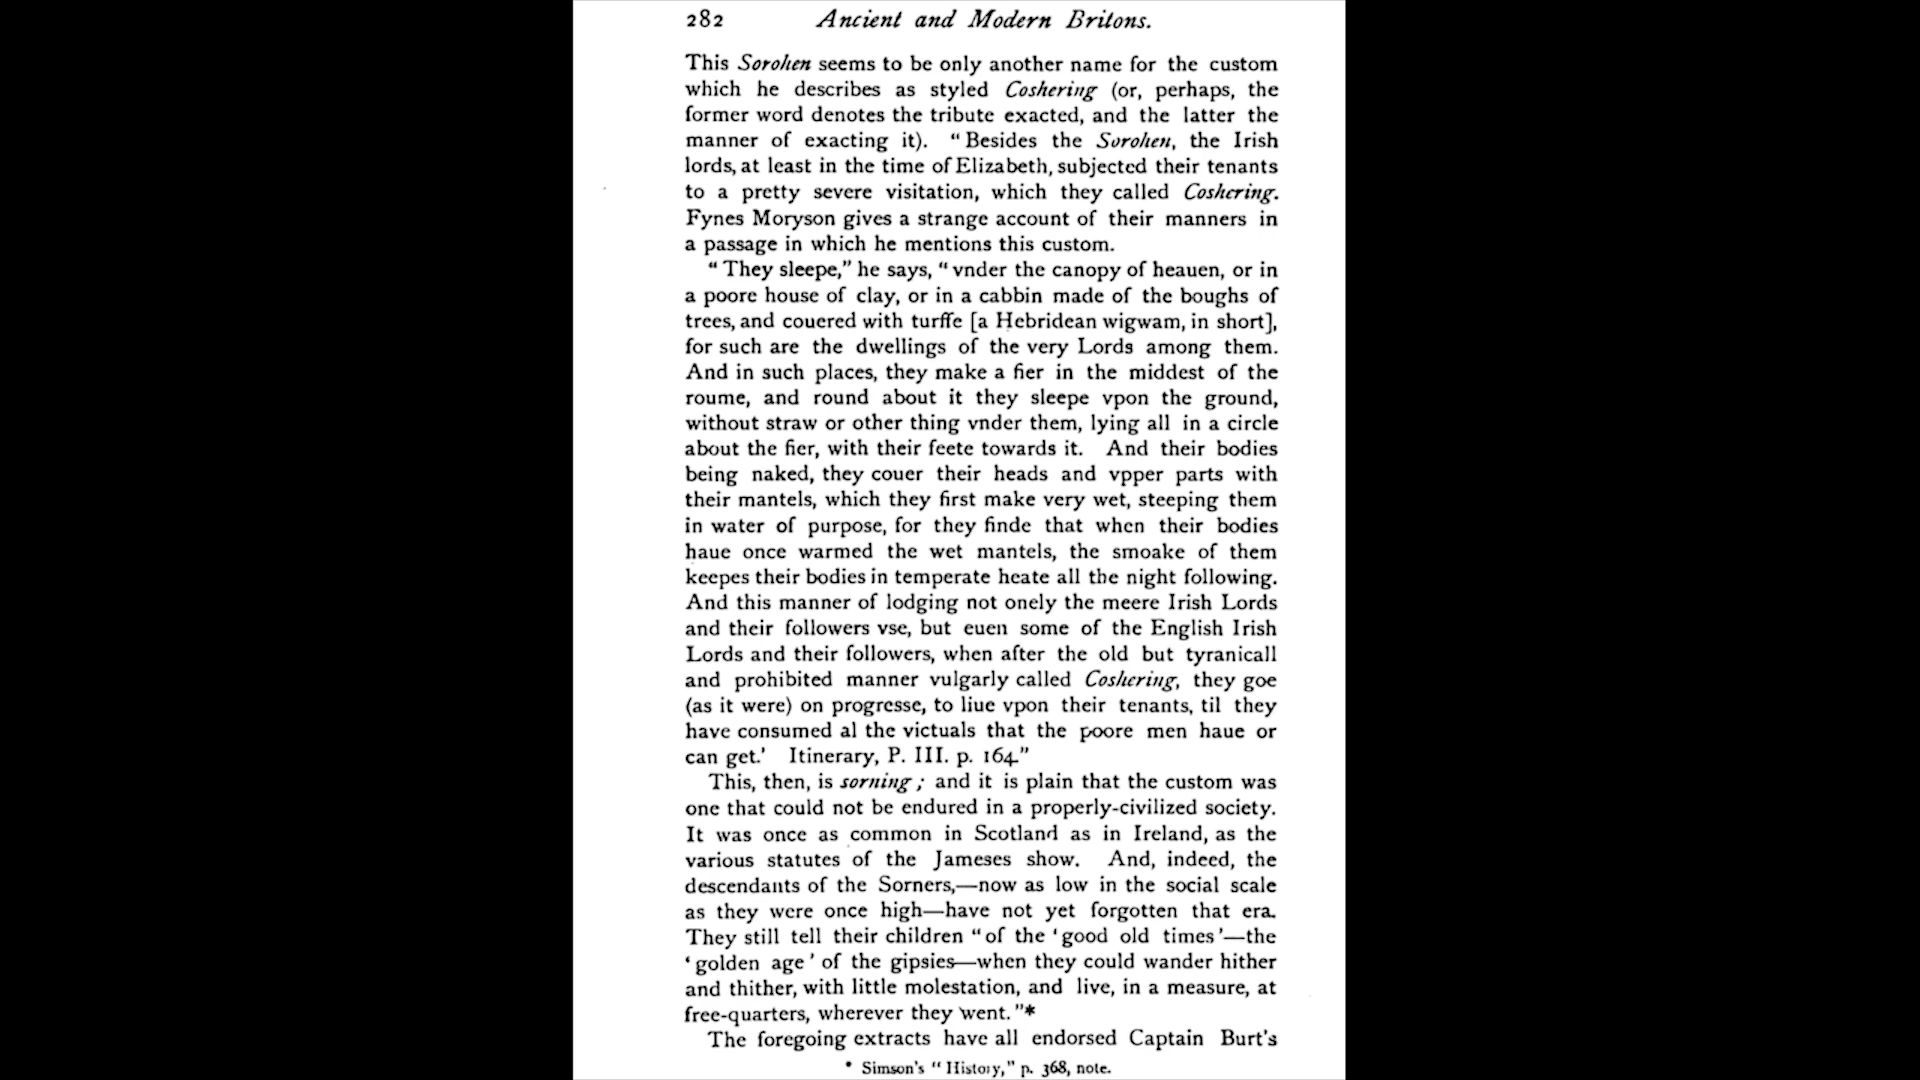 282 Ancient and Modern Britons.
This Sorohen seems to be only another name for the custom
which he describes as styled Coshering (or, perhaps, the
former word denotes the tribute exacted, and the latter the
manner of exacting it). “Besides the Sorohen, the Irish
lords, at least in the time of Elizabeth, subjected their tenants
to a pretty severe visitation, which they called Coshering.
Fynes Moryson gives a strange account of their manners in
a passage in which he mentions this custom.
“They sleepe,” he says, “vnder the canopy of heauen, or in
a poore house of clay, or in a cabbin made of the boughs of
trees, and couered with turffe [a Hebridean wigwam, in short],
for such are the dwellings of the very Lords among them.
And in such places, they make a fier in the middest of the
roume, and round about it they sleepe vpon the ground,
without straw or other thing vnder them, lying all in a circle
about the fier, with their feete towards it. And their bodies
being naked, they couer their heads and vpper parts with
their mantels, which they first make very wet, steeping them
in water of purpose, for they finde that when their bodies
haue once warmed the wet mantels, the smoake of them
keepes their bodies in temperate heate all the night following.
And this manner of lodging not onely the meere Irish Lords
and their followers vse, but euen some of the English Irish
Lords and their followers, when after the old but tyranicall
and prohibited manner vulgarly called Coshering, they goe
(as it were) on progresse, to liue vpon their tenants, til they
have consumed al the victuals that the poore men haue or
can get.’ Itinerary, P. III. p. 164.”
This, then, is sorning; and it is plain that the custom was
one that could not be endured in a properly-civilized society.
It was once as common in Scotland as in Ireland, as the
various statutes of the Jameses show. And, indeed, the
descendants of the Sorners,—now as low in the social scale
as they were once high—have not yet forgotten that era.
They still tell their children “of the ‘good old times’—the
‘golden age’ of the gipsies—when they could wander hither
and thither, with little molestation, and live, in a measure, at
free-quarters, wherever they went.”*
The foregoing extracts have all endorsed Captain Burt’s
* Simson’s “History,” p. 368, note.